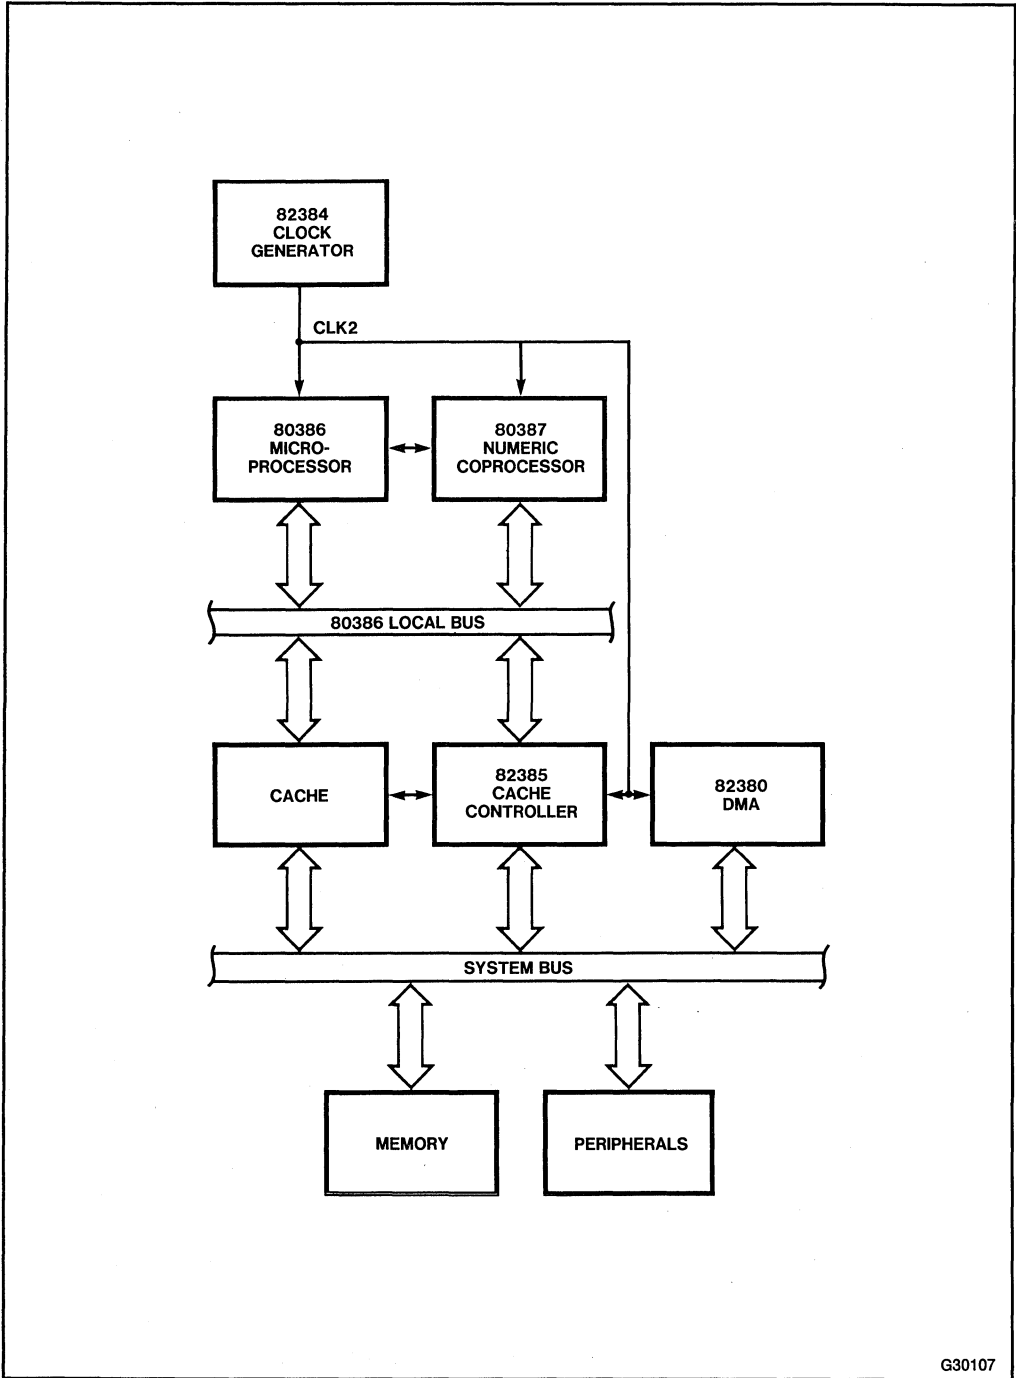 82384
CLOCK
GENERATOR
CLK2
80386
MICRO-
PROCESSOR
80387
NUMERIC
COPROCESSOR
80386 LOCAL BUS
CACHE
82385
CACHE
CONTROLLER
82380
DMA
SYSTEM BUS
MEMORY
PERIPHERALS
G30107